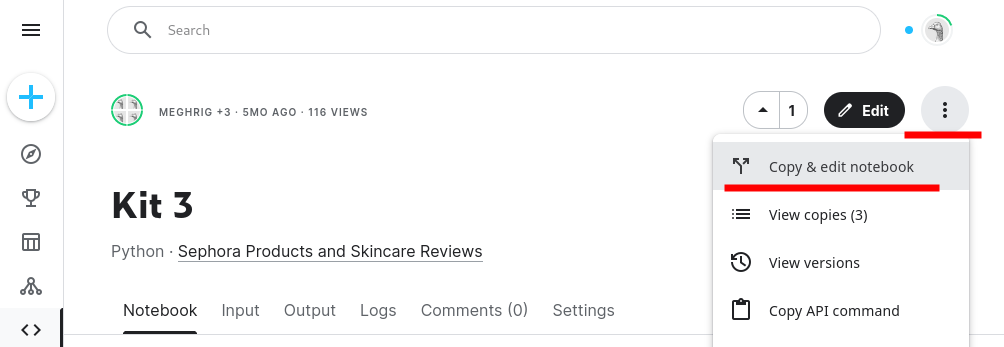 Search
MEGHRIG +3 · 5MO AGO · 116 VIEWS
1
Edit
Copy & edit notebook
View copies (3)
View versions
Copy API command
Kit 3
Python · Sephora Products and Skincare Reviews
Notebook Input Output Logs Comments (0) Settings